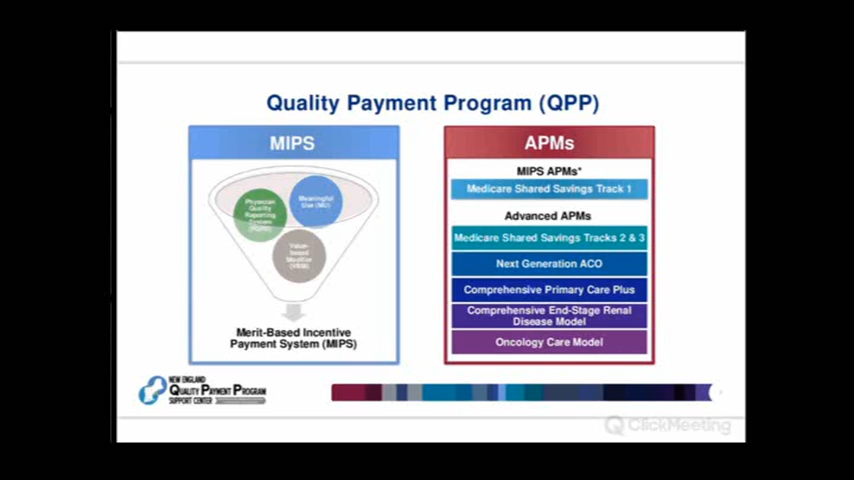 Quality Payment Program (QPP)
MIPS
Physician
Quality
Reporting
System
(PQRS)
Meaningful
Use (MU)
Value-
based
Modifier
(VBM)
Merit-Based Incentive
Payment System (MIPS)
APMs
MIPS APMs*
Medicare Shared Savings Track 1
Advanced APMs
Medicare Shared Savings Tracks 2 & 3
Next Generation ACO
Comprehensive Primary Care Plus
Comprehensive End-Stage Renal
Disease Model
Oncology Care Model
NEW ENGLAND
QUALITY PAYMENT PROGRAM
SUPPORT CENTER
ClickMeeting